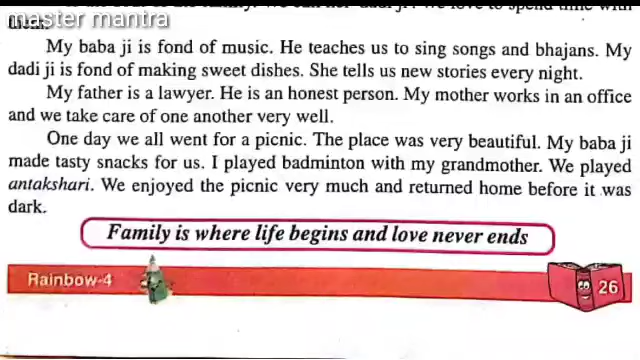 master mantra
them.
My baba ji is fond of music. He teaches us to sing songs and bhajans. My
dadi ji is fond of making sweet dishes. She tells us new stories every night.
My father is a lawyer. He is an honest person. My mother works in an office
and we take care of one another very well.
One day we all went for a picnic. The place was very beautiful. My baba ji
made tasty snacks for us. I played badminton with my grandmother. We played
antakshari. We enjoyed the picnic very much and returned home before it was
dark.
Family is where life begins and love never ends
Rainbow-4
26